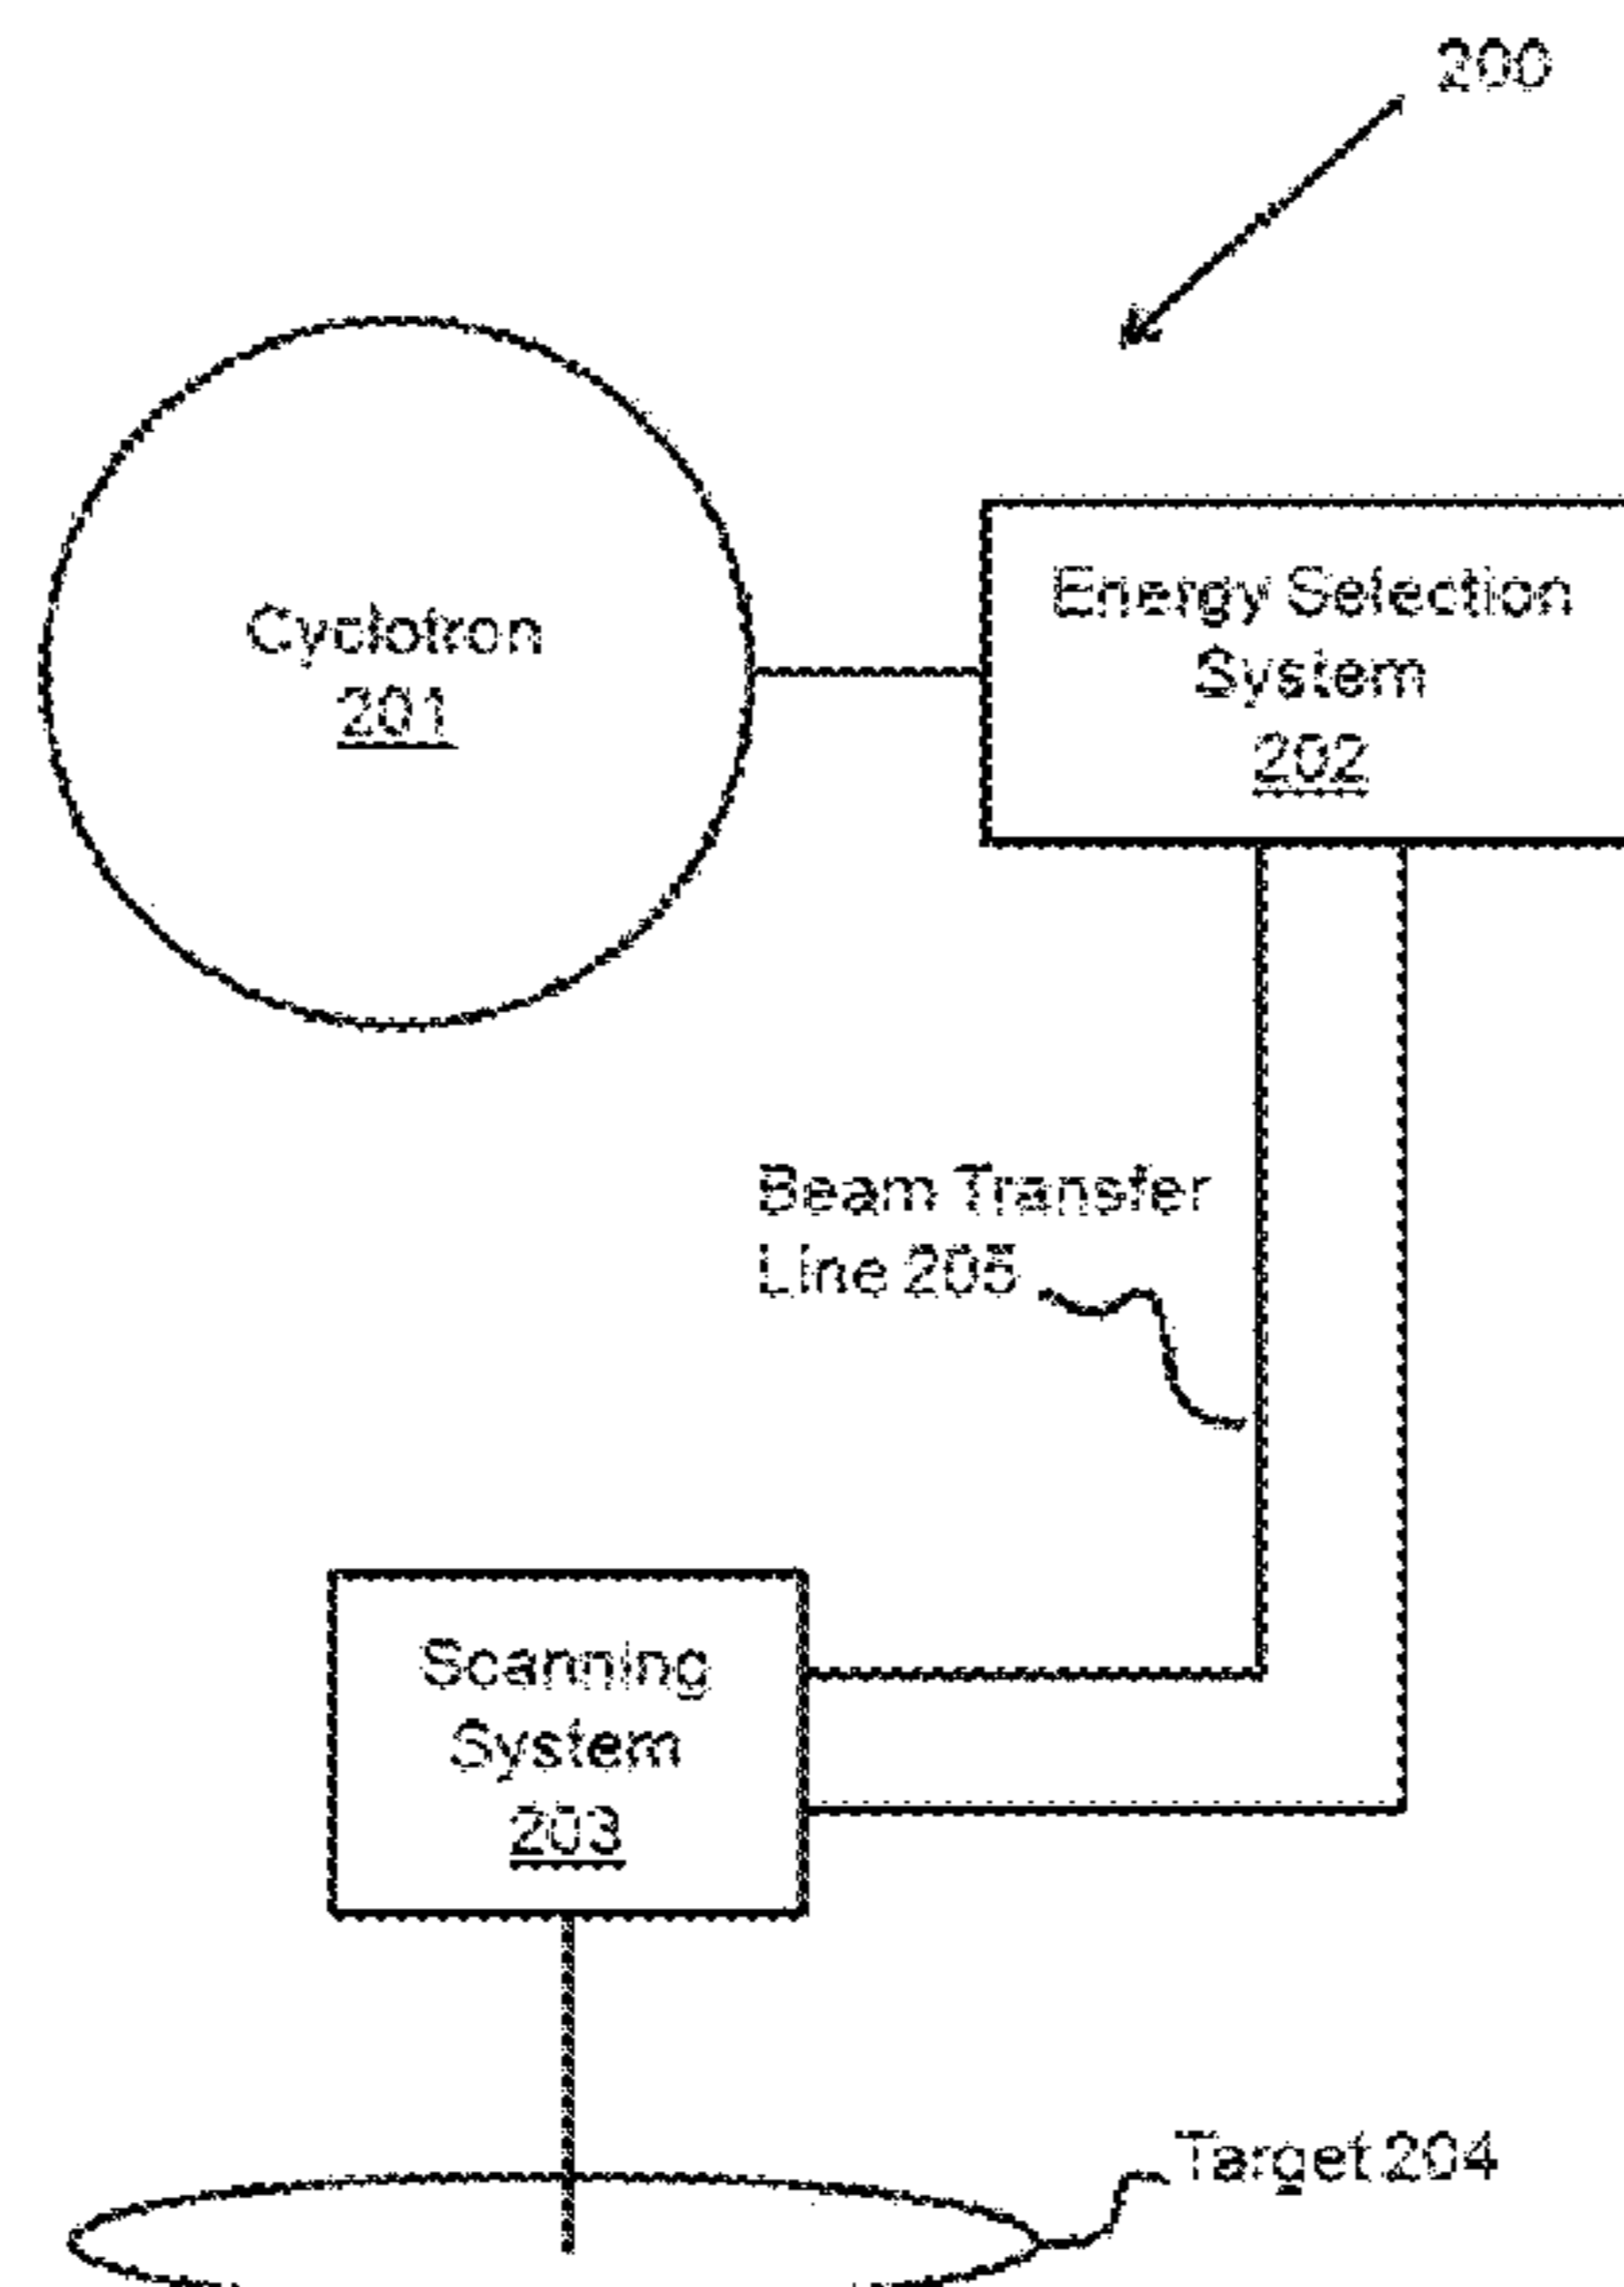 200
Cyclotron
201
Energy Selection
System
202
Beam Transfer
Line 205
Scanning
System
203
Target 204